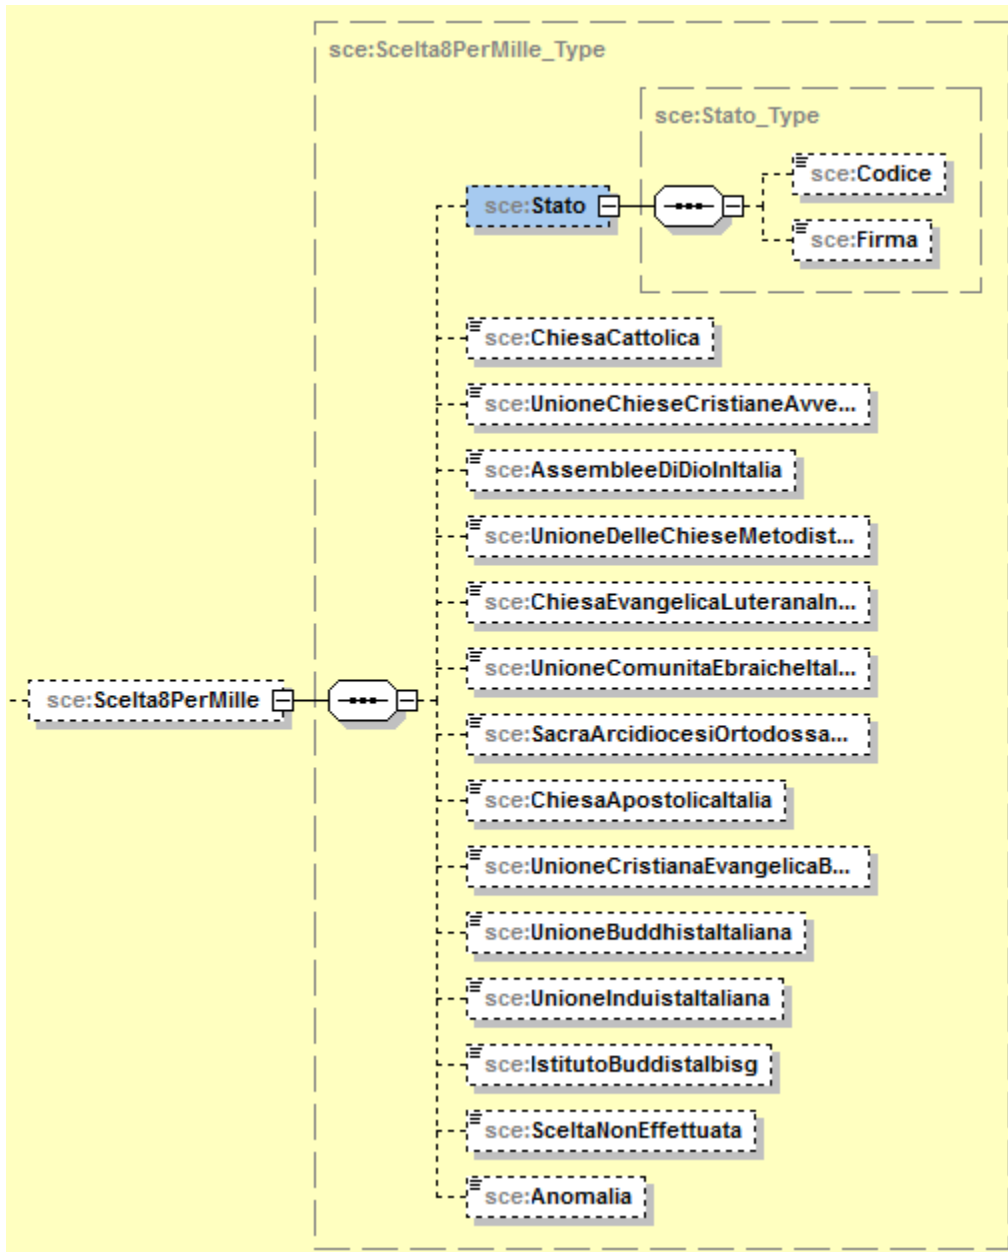 sce:Scelta8PerMille_Type
sce:Stato_Type
sce:Codice
sce:Stato
sce:Firma
sce:ChiesaCattolica
sce:UnioneChieseCristianeAvve...
sce:AssembleeDiDioInItalia
sce:UnioneDelleChieseMetodist...
sce:ChiesaEvangelicaLuteranaIn...
sce:UnioneComunitaEbraicheItal...
sce:Scelta8PerMille
sce:SacraArcidiocesiOrtodossa...
sce:ChiesaApostolicaItalia
sce:UnioneCristianaEvangelicaB...
sce:UnioneBuddhistaItaliana
sce:UnioneInduistaItaliana
sce:IstitutoBuddistaIbisg
sce:SceltaNonEffettuata
sce:Anomalia